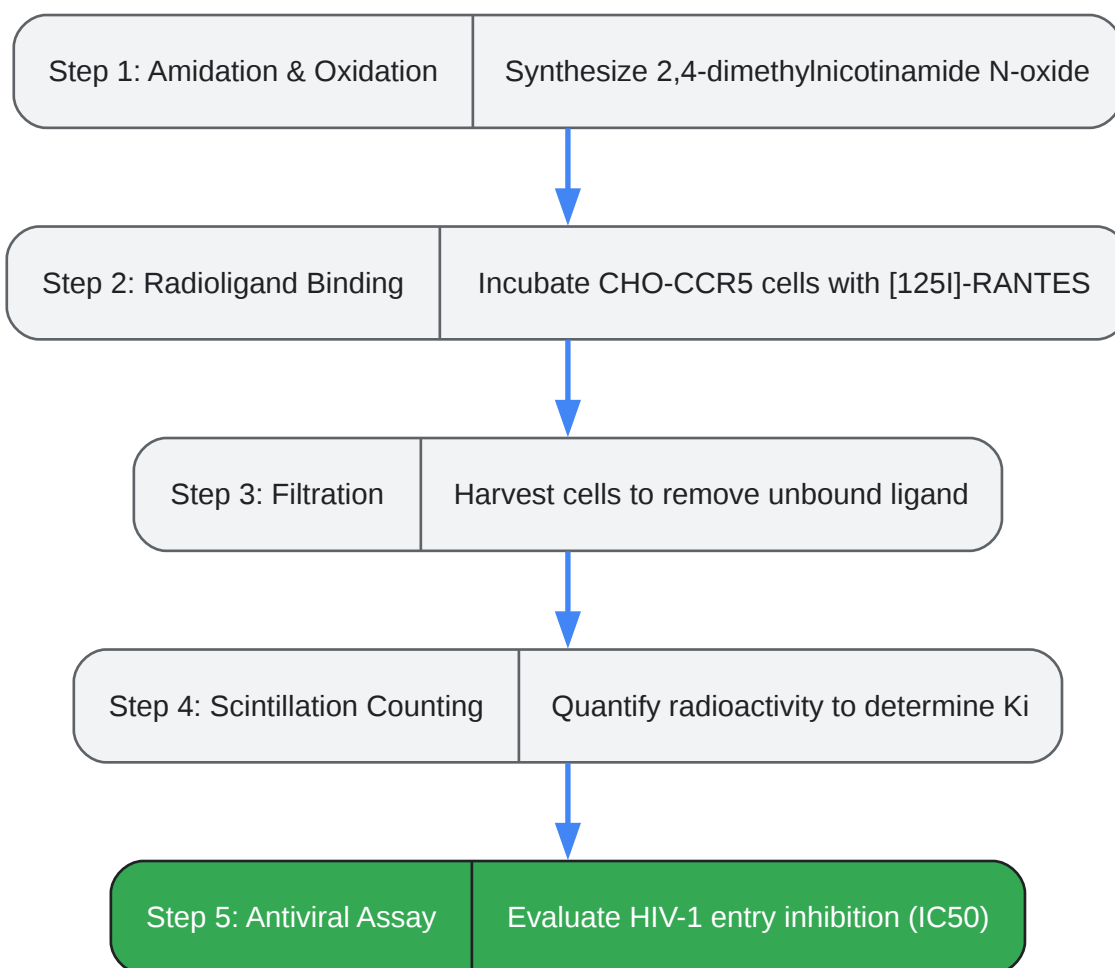 Step 1: Amidation & Oxidation
Synthesize 2,4-dimethylnicotinamide N-oxide
Step 2: Radioligand Binding
Incubate CHO-CCR5 cells with [125I]-RANTES
Step 3: Filtration
Harvest cells to remove unbound ligand
Step 4: Scintillation Counting
Quantify radioactivity to determine Ki
Step 5: Antiviral Assay
Evaluate HIV-1 entry inhibition (IC50)